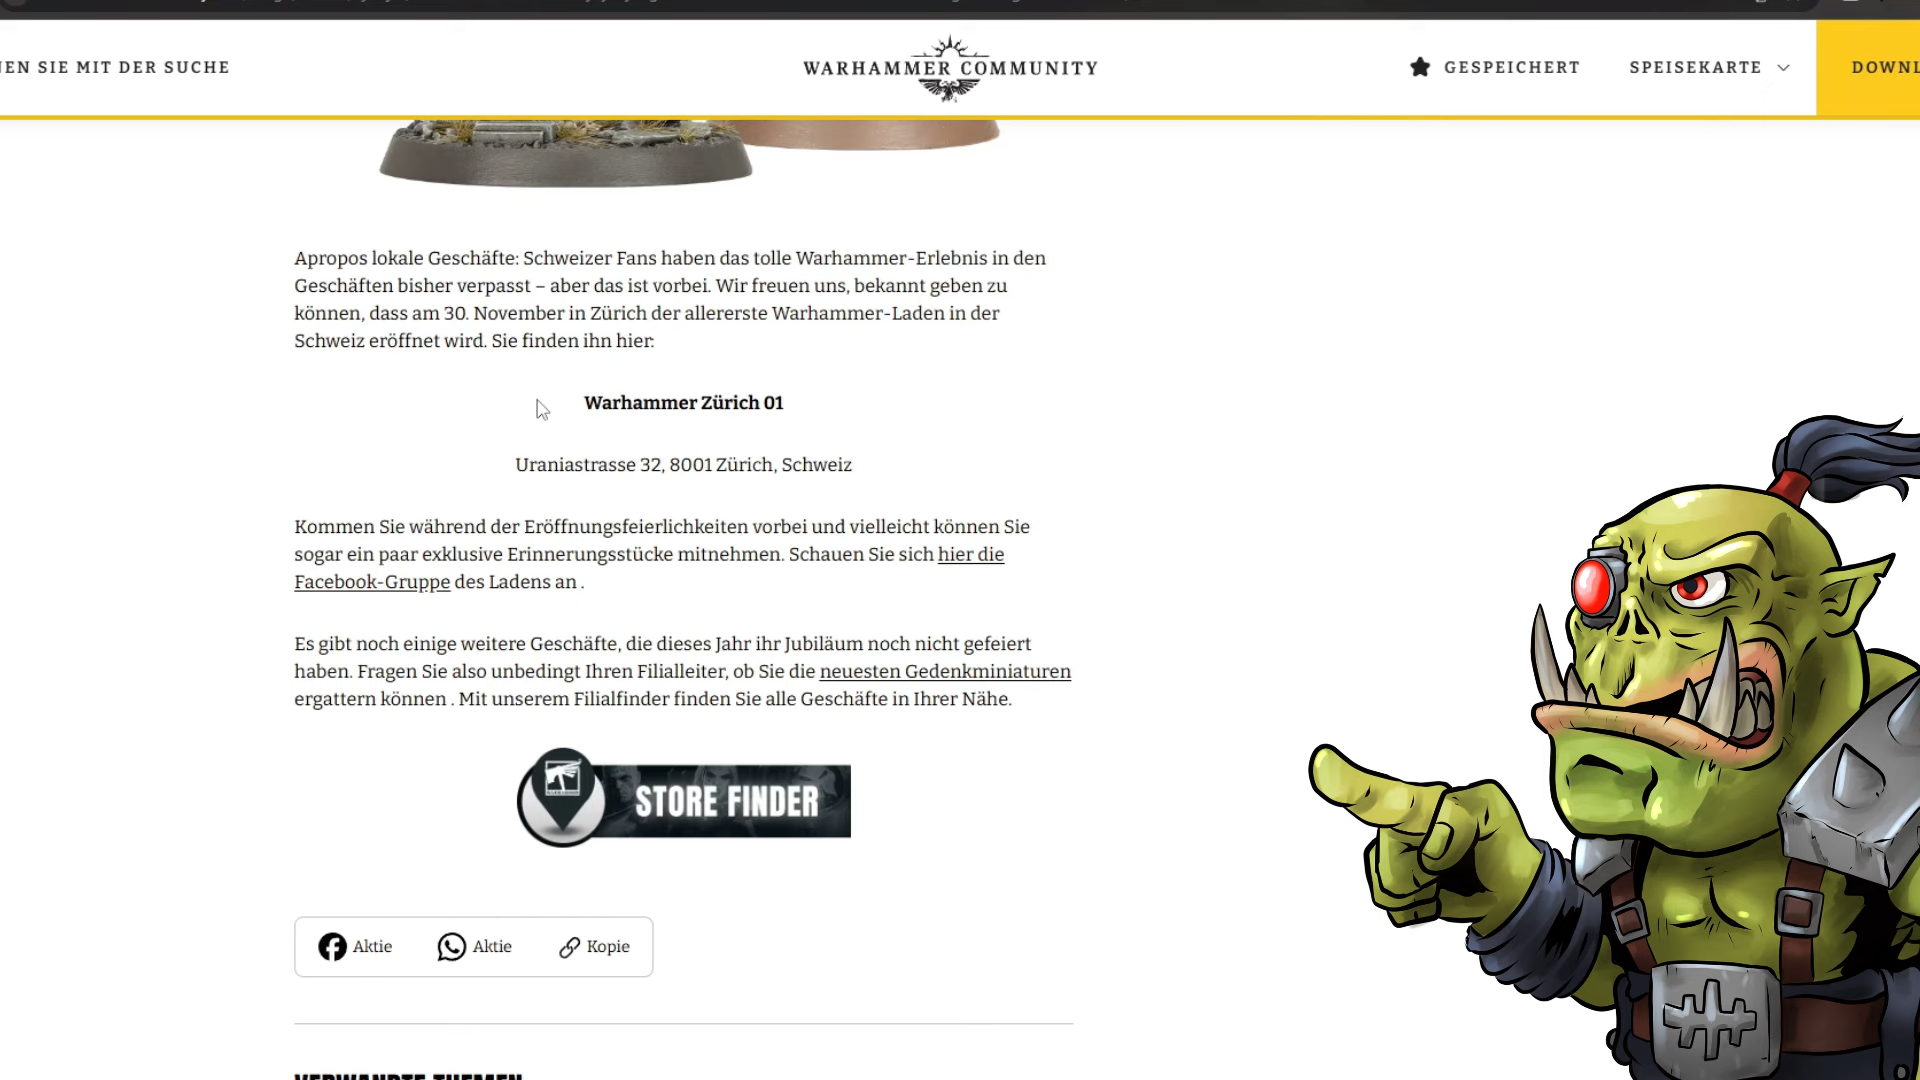 NEN SIE MIT DER SUCHE
WARHAMMER COMMUNITY
GESPEICHERT
SPEISEKARTE
DOWNL
Apropos lokale Geschäfte: Schweizer Fans haben das tolle Warhammer-Erlebnis in den
Geschäften bisher verpasst – aber das ist vorbei. Wir freuen uns, bekannt geben zu
können, dass am 30. November in Zürich der allererste Warhammer-Laden in der
Schweiz eröffnet wird. Sie finden ihn hier:
Warhammer Zürich 01
Uraniastrasse 32, 8001 Zürich, Schweiz
Kommen Sie während der Eröffnungsfeierlichkeiten vorbei und vielleicht können Sie
sogar ein paar exklusive Erinnerungsstücke mitnehmen. Schauen Sie sich hier die
Facebook-Gruppe des Ladens an .
Es gibt noch einige weitere Geschäfte, die dieses Jahr ihr Jubiläum noch nicht gefeiert
haben. Fragen Sie also unbedingt Ihren Filialleiter, ob Sie die neuesten Gedenkminiaturen
ergattern können . Mit unserem Filialfinder finden Sie alle Geschäfte in Ihrer Nähe.
STORE FINDER
Aktie
Aktie
Kopie
VERWANDTE THEMEN